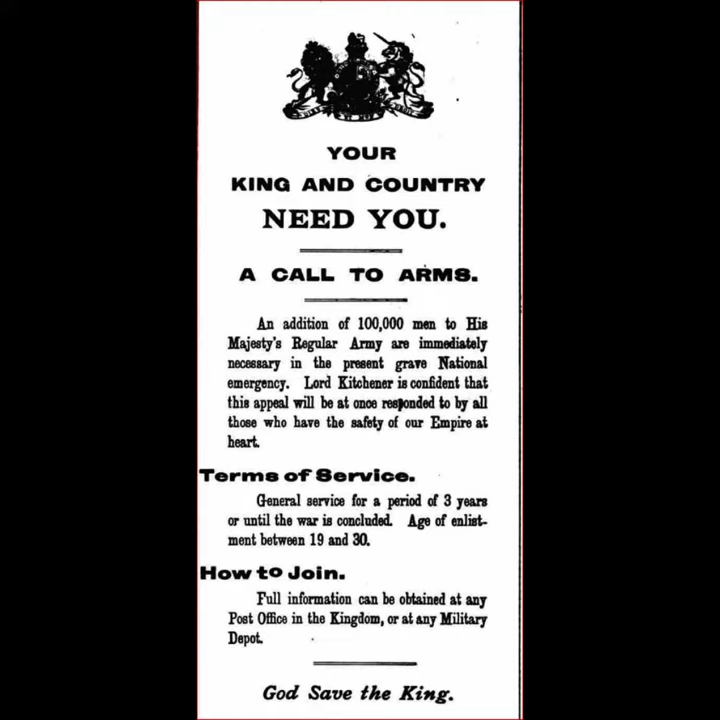 YOUR
KING AND COUNTRY
NEED YOU.
A CALL TO ARMS.
An addition of 100,000 men to His
Majesty's Regular Army are immediately
necessary in the present grave National
emergency. Lord Kitchener is confident that
this appeal will be at once responded to by all
those who have the safety of our Empire at
heart.
Terms of Service.
General service for a period of 3 years
or until the war is concluded. Age of enlist-
ment between 19 and 30.
How to Join.
Full information can be obtained at any
Post Office in the Kingdom, or at any Military
Depot.
God Save the King.